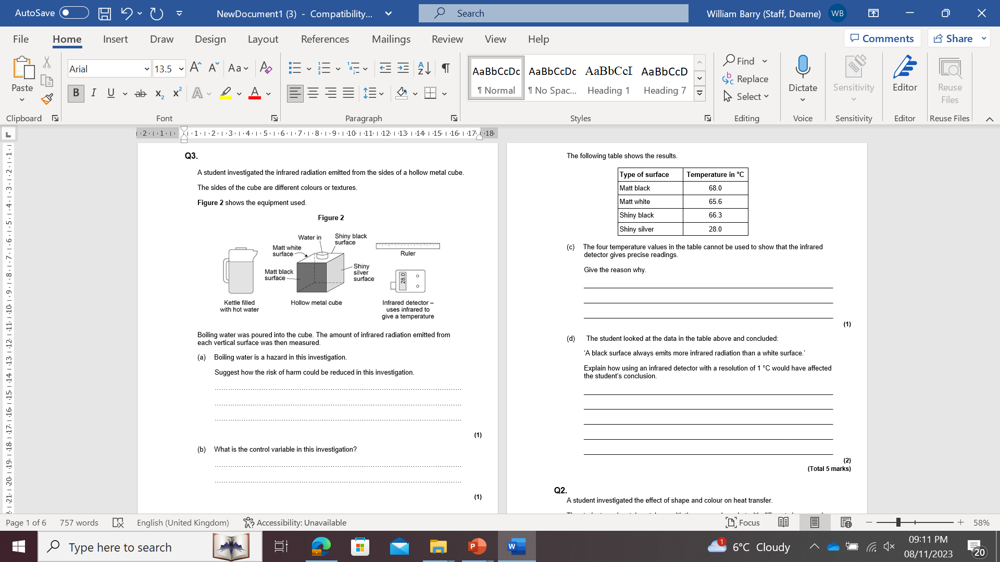 AutoSave
NewDocument1 (3) - Compatibility...
Search
William Barry (Staff, Dearne)
WB
File
Home
Insert
Draw
Design
Layout
References
Mailings
Review
View
Help
Comments
Share
Paste
Arial
13.5
AaBbCcDc
¶ Normal
AaBbCcDc
¶ No Spac...
AaBbCcI
Heading 1
AaBbCcD
Heading 7
Find
Replace
Select
Dictate
Sensitivity
Editor
Reuse
Files
Clipboard
Font
Paragraph
Styles
Editing
Voice
Sensitivity
Editor
Reuse Files
Q3.
A student investigated the infrared radiation emitted from the sides of a hollow metal cube.
The sides of the cube are different colours or textures.
Figure 2 shows the equipment used.
Figure 2
Water in
Shiny black
surface
Matt white
surface
Matt black
surface
Shiny
silver
surface
Ruler
28.0
Kettle filled
with hot water
Hollow metal cube
Infrared detector –
uses infrared to
give a temperature
Boiling water was poured into the cube. The amount of infrared radiation emitted from
each vertical surface was then measured.
(a) Boiling water is a hazard in this investigation.
Suggest how the risk of harm could be reduced in this investigation.
(1)
(b) What is the control variable in this investigation?
(1)
The following table shows the results.
Type of surface Temperature in °C
Matt black 68.0
Matt white 65.6
Shiny black 66.3
Shiny silver 28.0
(c) The four temperature values in the table cannot be used to show that the infrared
detector gives precise readings.
Give the reason why.
(1)
(d) The student looked at the data in the table above and concluded:
‘A black surface always emits more infrared radiation than a white surface.’
Explain how using an infrared detector with a resolution of 1 °C would have affected
the student’s conclusion.
(2)
(Total 5 marks)
Q2.
A student investigated the effect of shape and colour on heat transfer.
Page 1 of 6
757 words
English (United Kingdom)
Accessibility: Unavailable
Focus
58%
Type here to search
1
6°C Cloudy
09:11 PM
08/11/2023
20